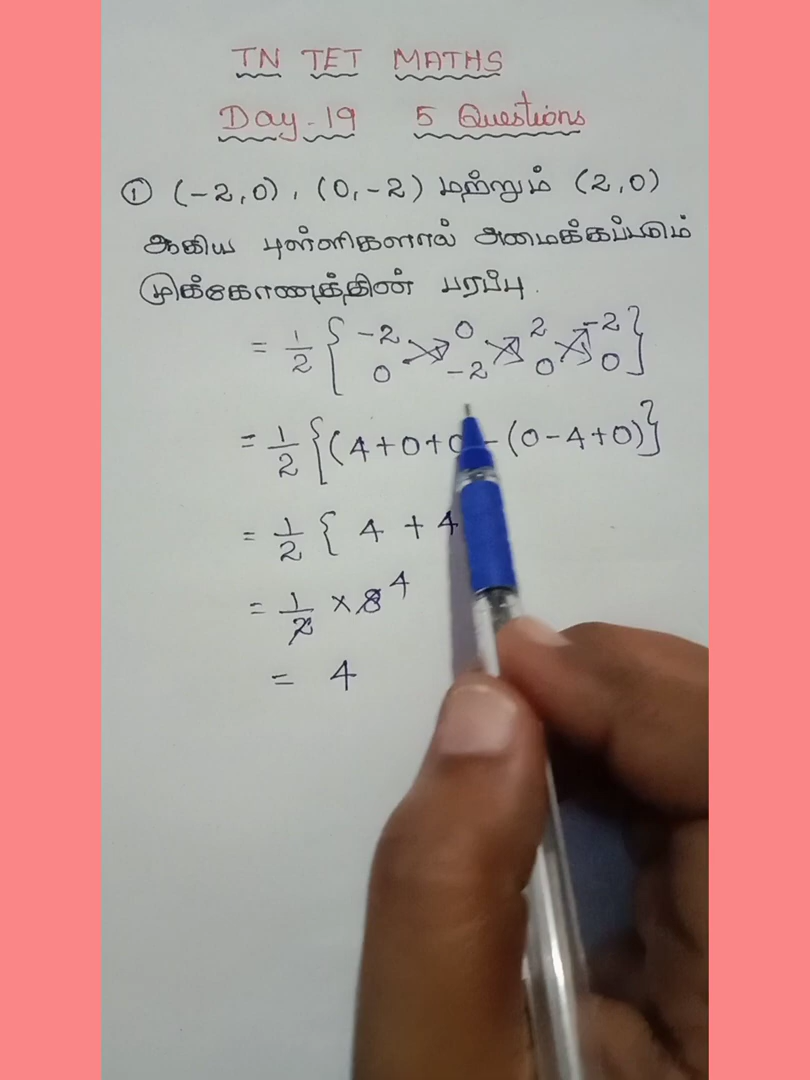 TN TET MATHS
Day-19 5 Questions
① (-2,0), (0,-2) மற்றும் (2,0)
ஆகிய புள்ளிகளால் அமைக்கப்படும்
முக்கோணத்தின் பரப்பு.
= 1/2 { -2 0 2 -2
0 -2 0 0 }
= 1/2 {(4+0+0 - (0-4+0)}
= 1/2 { 4 + 4
= 1/2 × 8 4
= 4